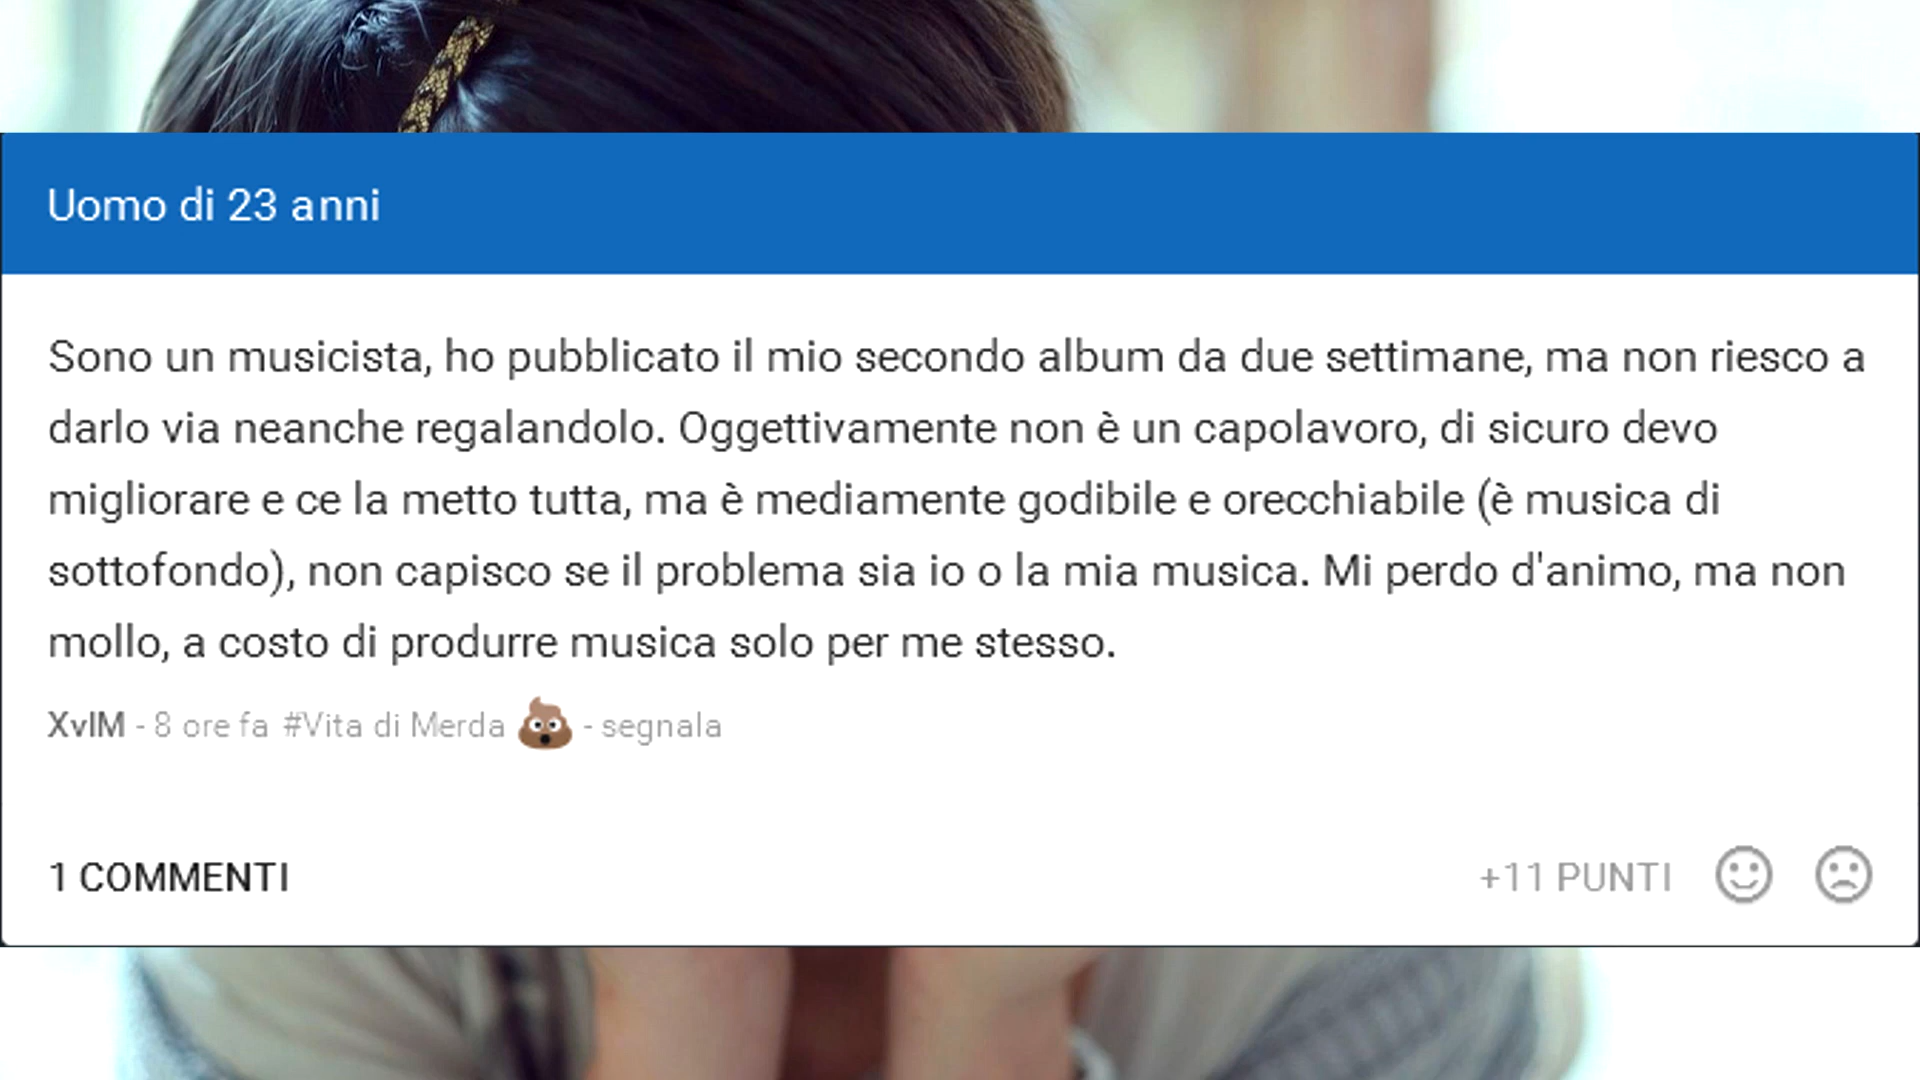 Uomo di 23 anni
Sono un musicista, ho pubblicato il mio secondo album da due settimane, ma non riesco a
darlo via neanche regalandolo. Oggettivamente non è un capolavoro, di sicuro devo
migliorare e ce la metto tutta, ma è mediamente godibile e orecchiabile (è musica di
sottofondo), non capisco se il problema sia io o la mia musica. Mi perdo d'animo, ma non
mollo, a costo di produrre musica solo per me stesso.
XvIM - 8 ore fa #Vita di Merda 💩 - segnala
1 COMMENTI
+11 PUNTI